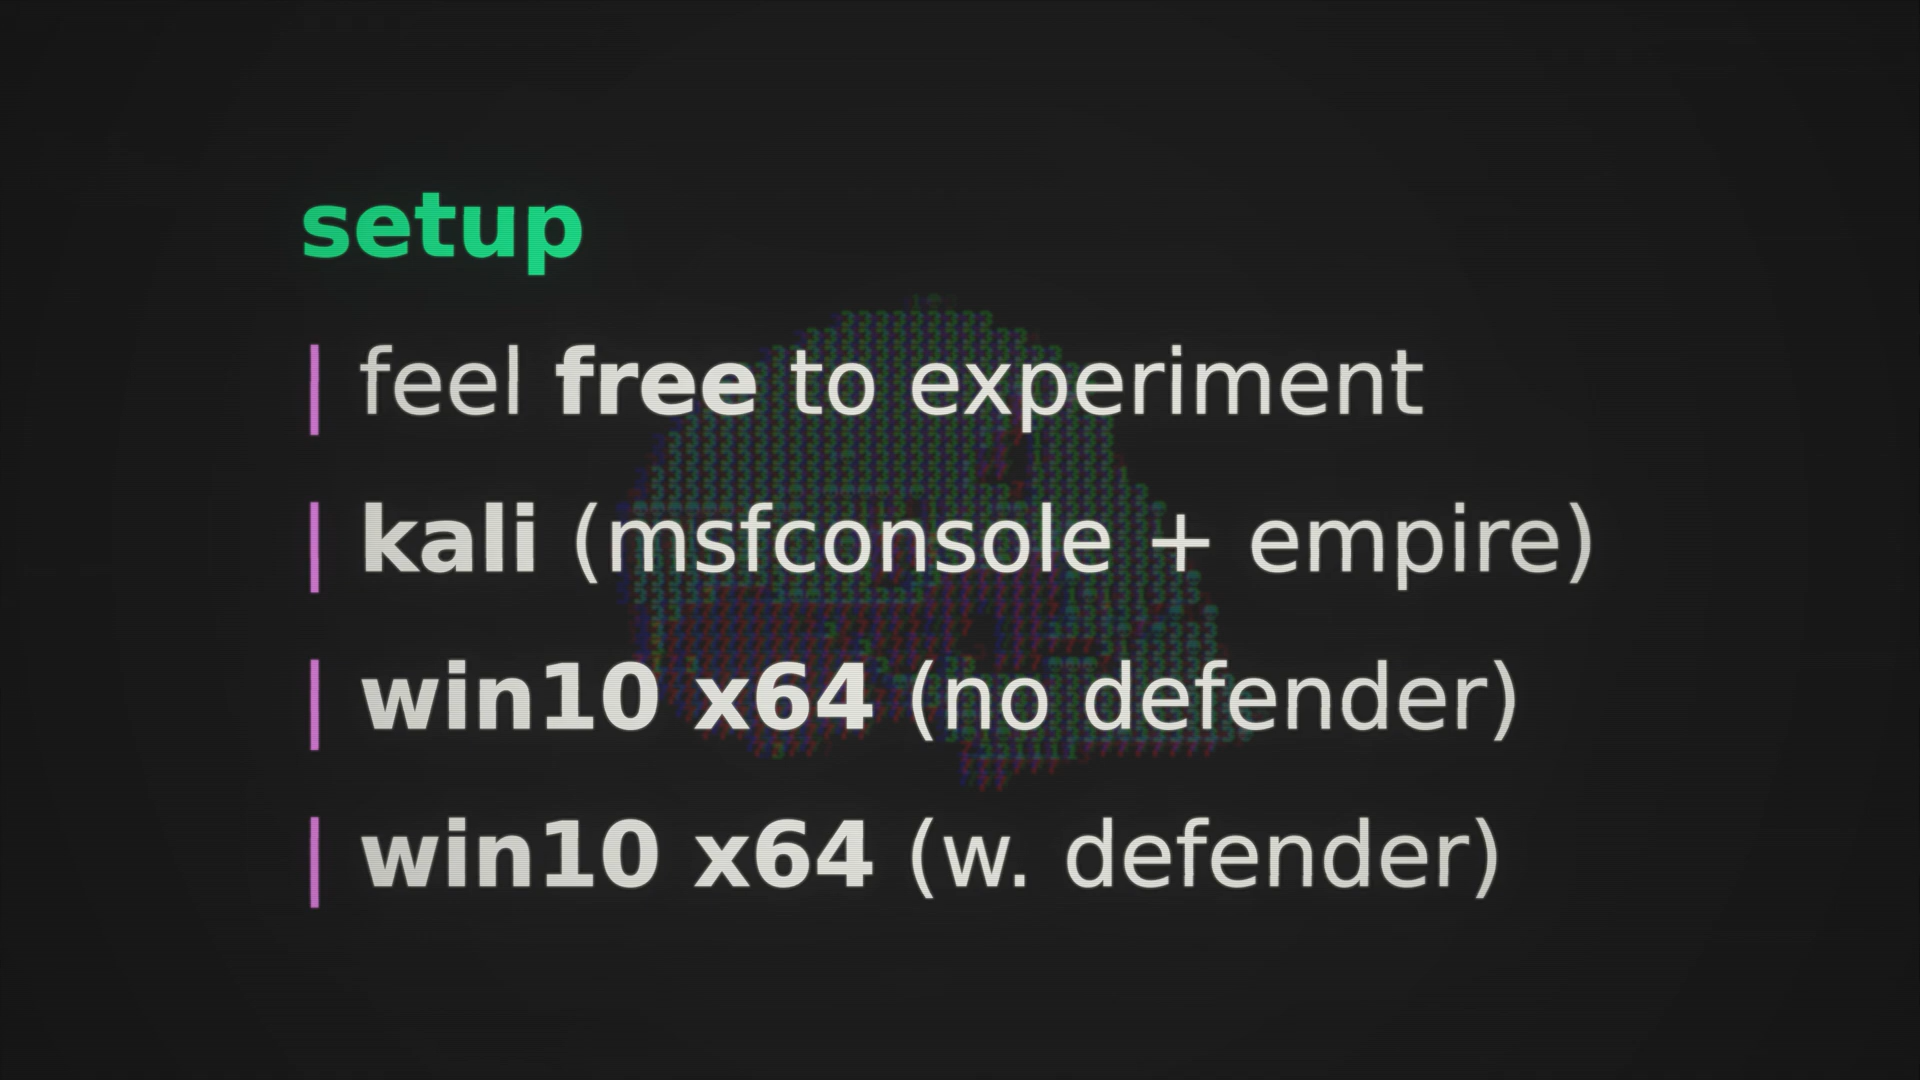 setup
| feel free to experiment
| kali (msfconsole + empire)
| win10 x64 (no defender)
| win10 x64 (w. defender)